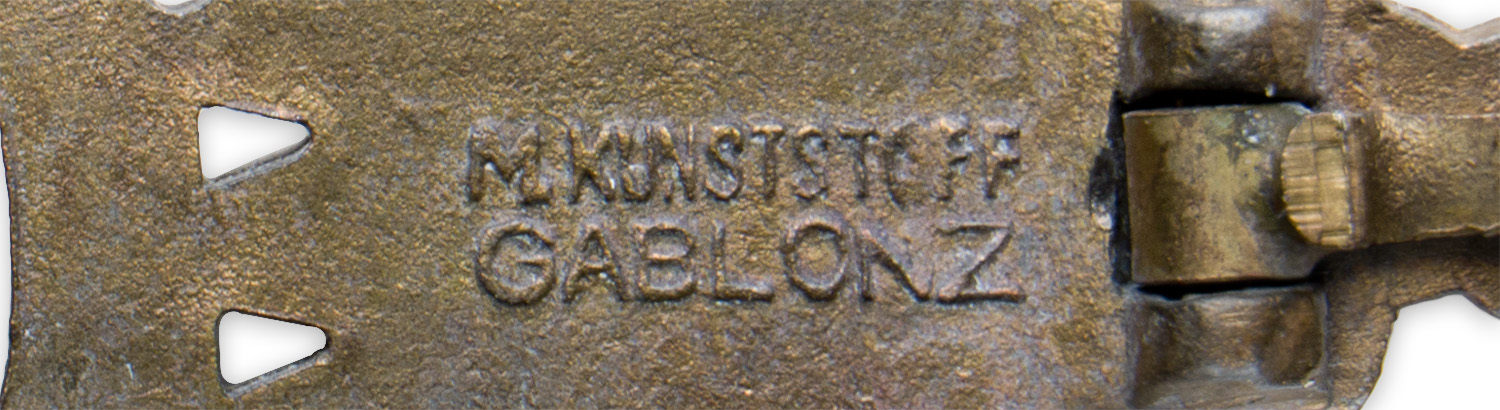 M. KUNSTSTOFF
GABLONZ